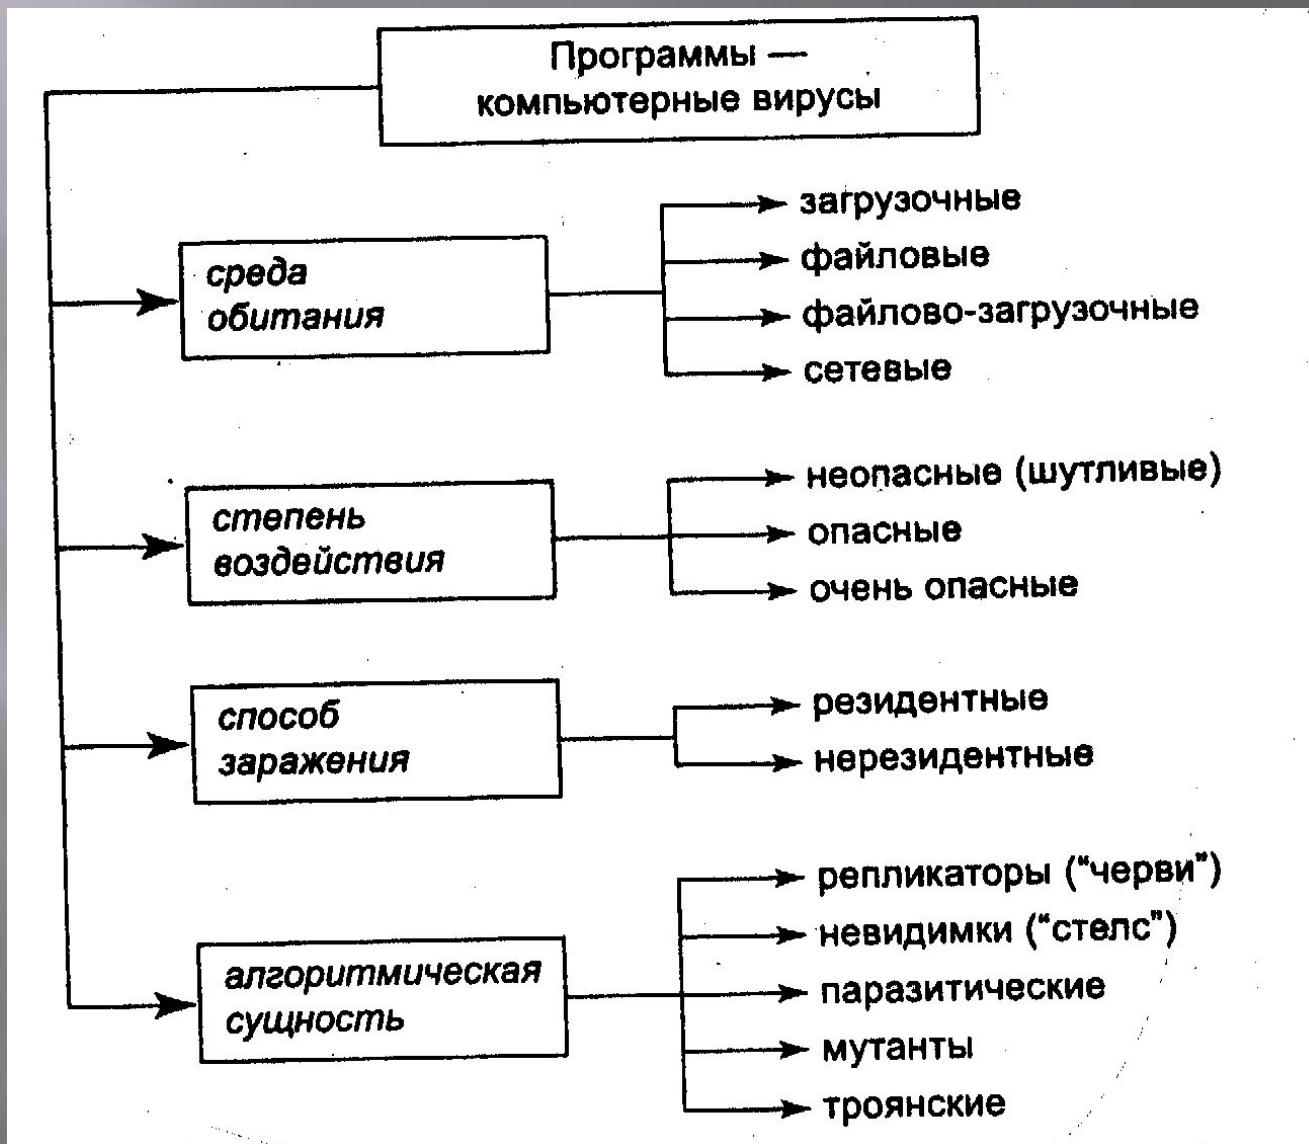 Программы —
компьютерные вирусы
среда
обитания
загрузочные
файловые
файлово-загрузочные
сетевые
степень
воздействия
неопасные (шутливые)
опасные
очень опасные
способ
заражения
резидентные
нерезидентные
алгоритмическая
сущность
репликаторы (“черви”)
невидимки (“стелс”)
паразитические
мутанты
троянские